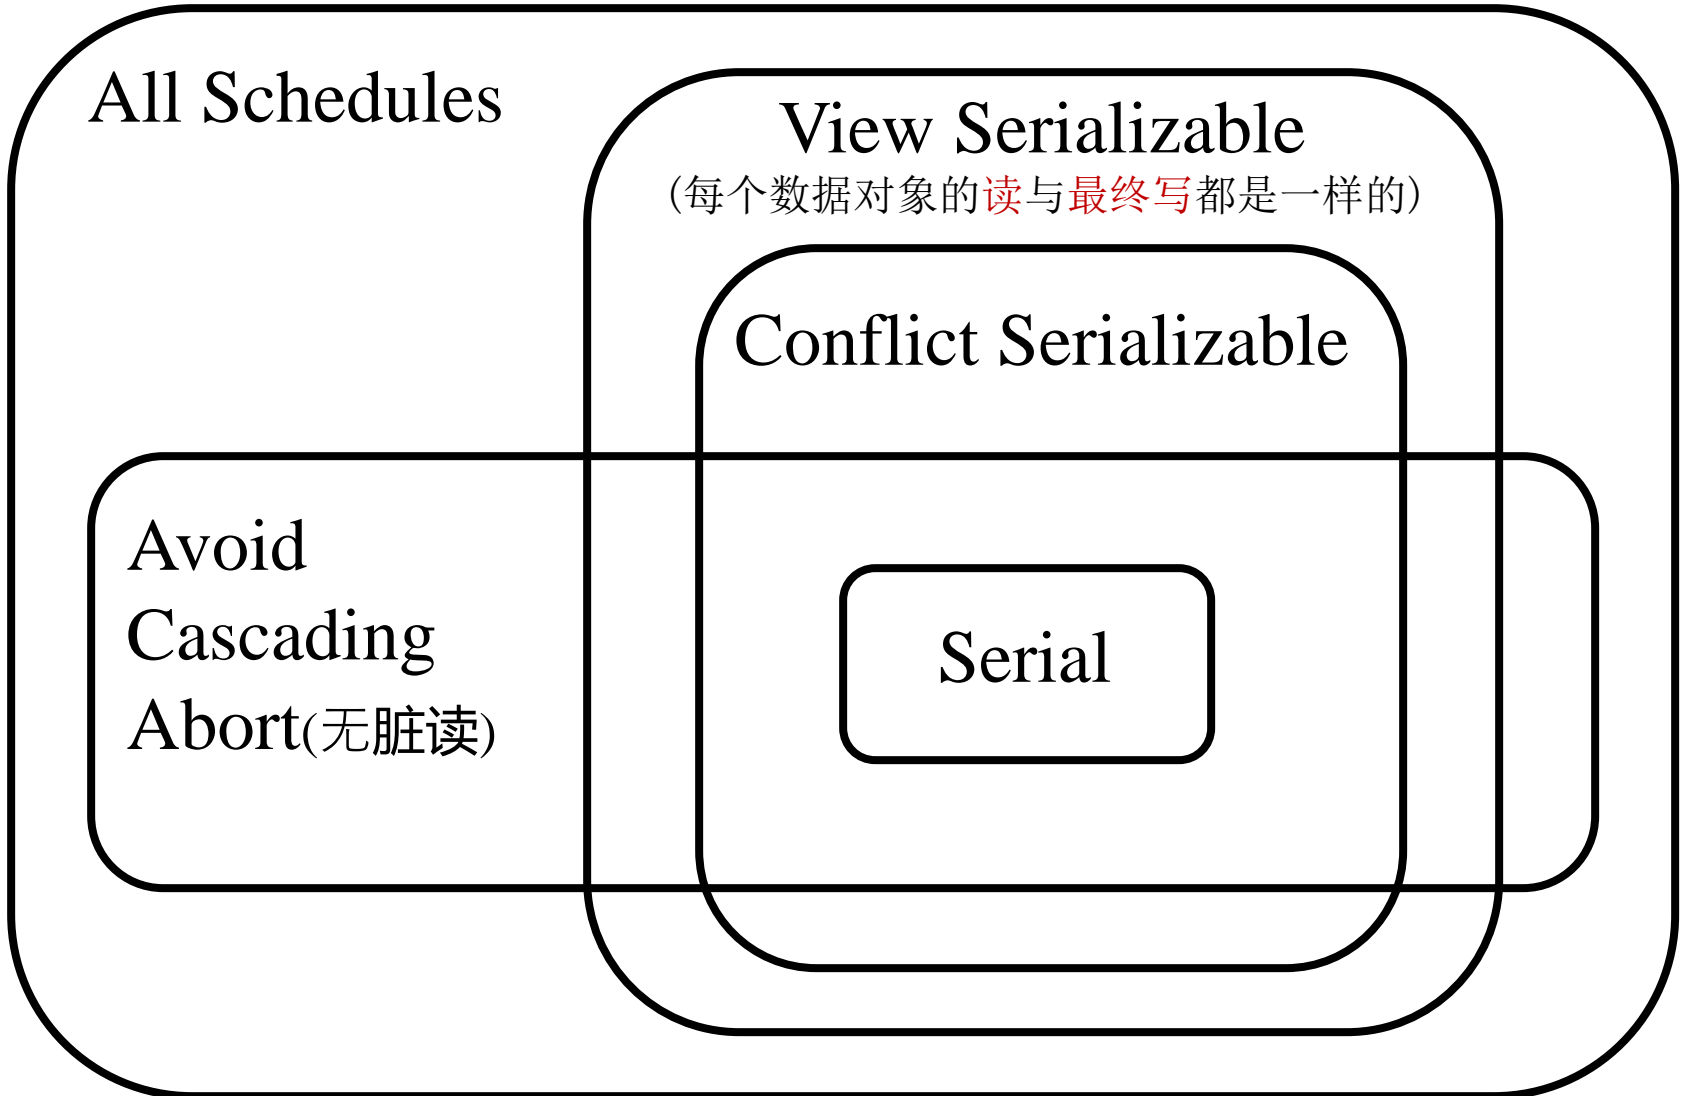 All Schedules
View Serializable
(每个数据对象的读与最终写都是一样的)
Conflict Serializable
Avoid
Cascading
Abort(无脏读)
Serial